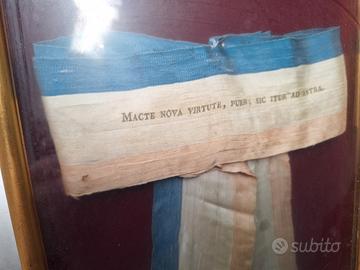 Macte nova virtute, puer; sic itur ad astra.
subito